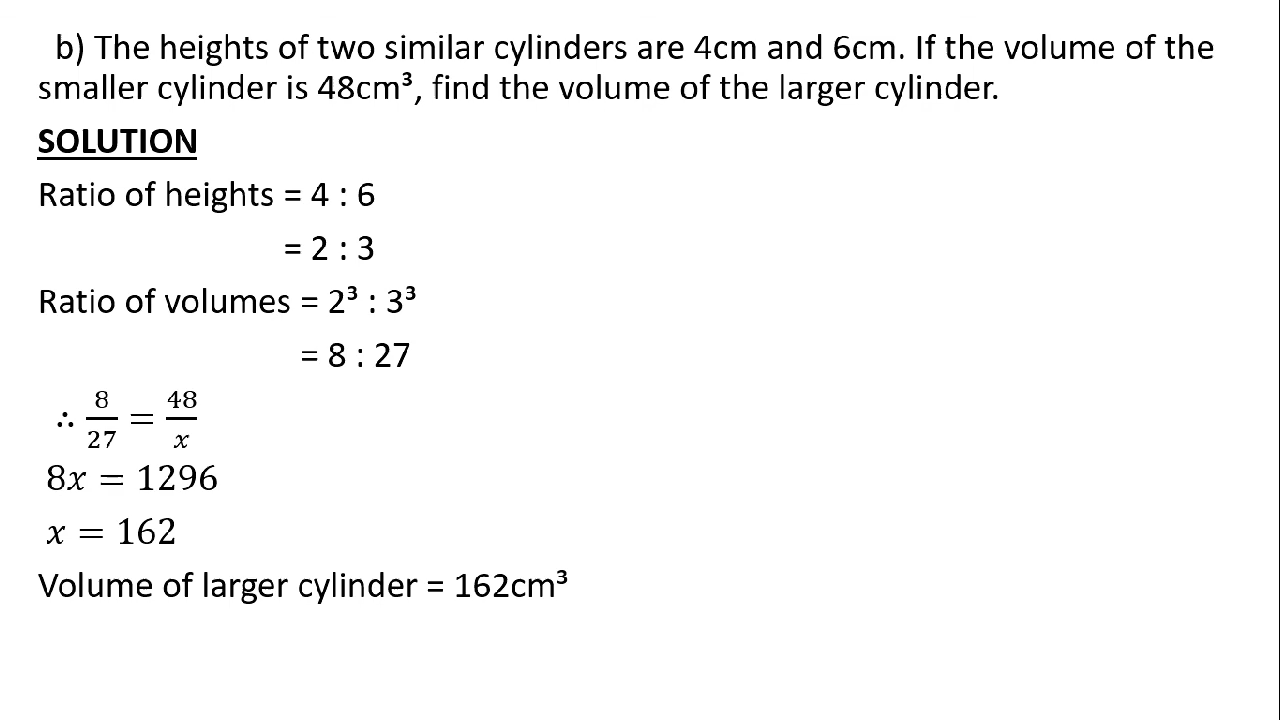 b) The heights of two similar cylinders are 4cm and 6cm. If the volume of the
smaller cylinder is 48cm³, find the volume of the larger cylinder.
SOLUTION
Ratio of heights = 4 : 6
= 2 : 3
Ratio of volumes = 2³ : 3³
= 8 : 27
∴ 8/27 = 48/x
8x = 1296
x = 162
Volume of larger cylinder = 162cm³